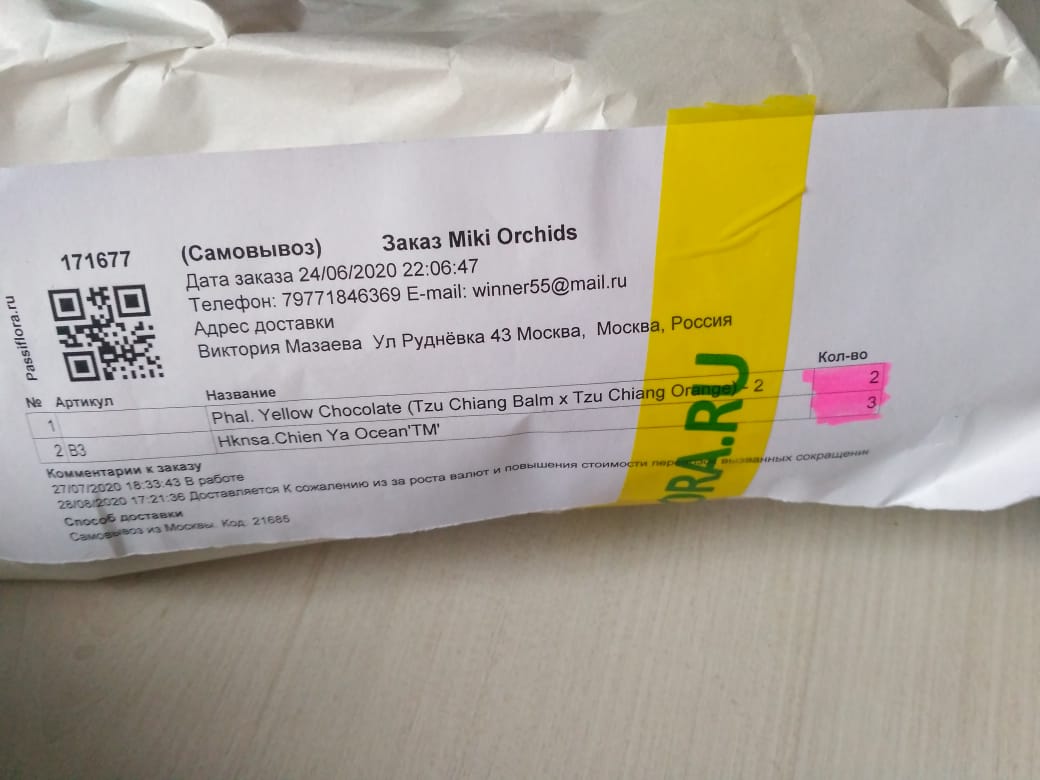 171677
(Самовывоз) Заказ Miki Orchids
Дата заказа 24/06/2020 22:06:47
Телефон: 79771846369 E-mail: winner55@mail.ru
Адрес доставки
Виктория Мазаева Ул Руднёвка 43 Москва, Москва, Россия
Passiflora.ru
№ Артикул Название Кол-во
1 Phal. Yellow Chocolate (Tzu Chiang Balm x Tzu Chiang Orange) - 2 2
2 B3 Hknsa.Chien Ya Ocean'TM' 3
Комментарии к заказу
27/07/2020 18:33:43 В работе
28/08/2020 17:21:36 Доставляется К сожалению из за роста валют и повышения стоимости вызванных сокращении
Способ доставки
Самовывоз из Москвы. Код: 21685
ORA.RU